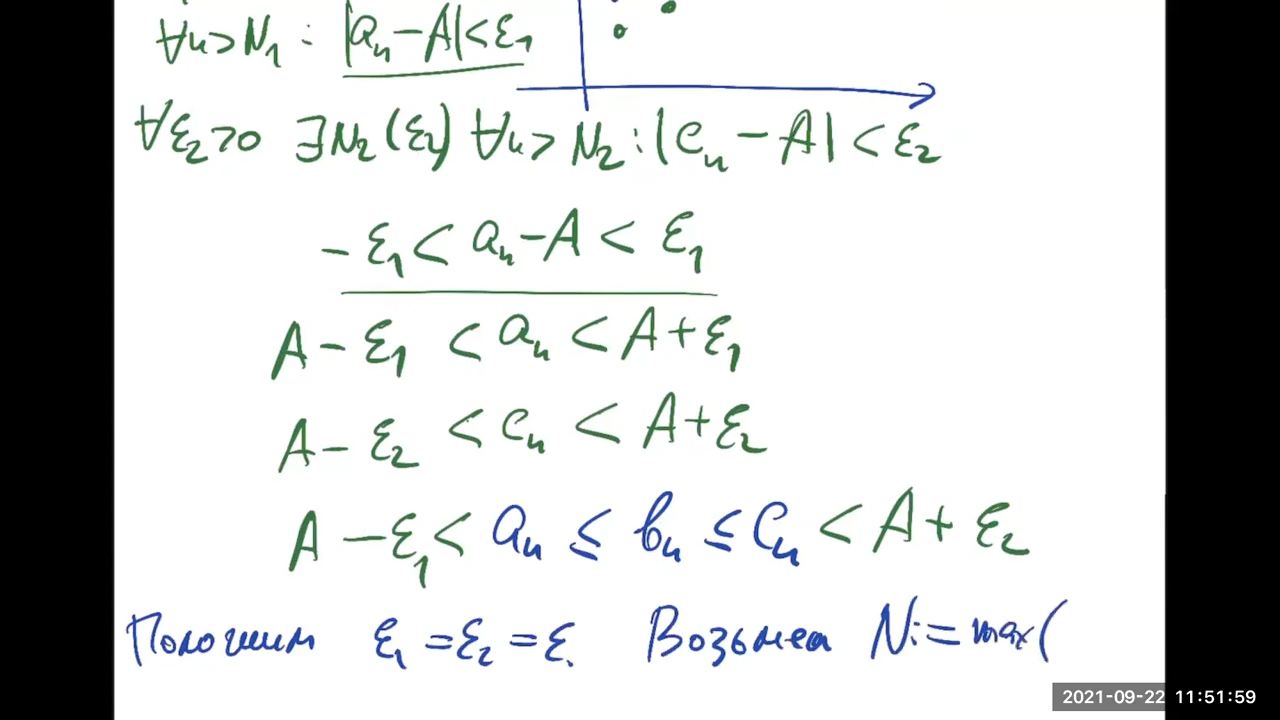 ∀n>N₁ : |aₙ−A|<ε₁
∀ε₂>0 ∃N₂(ε₂) ∀n>N₂ : |cₙ − A| < ε₂
− ε₁ < aₙ−A < ε₁
A − ε₁ < aₙ < A+ε₁
A − ε₂ < cₙ < A+ε₂
A − ε₁ < aₙ ≤ bₙ ≤ cₙ < A+ ε₂
Положим ε₁ =ε₂ = ε. Возьмем N:= max(
2021-09-22 11:51:59